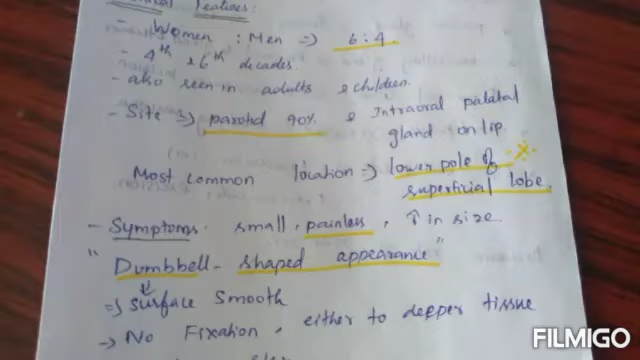 Clinical Features:
- Women : Men => 6:4
- 4th & 6th decades.
- also seen in adults & children.
- Site => parotid 90% & Intraoral palatal
gland on lip.
Most common location => lower pole of
superficial lobe.
- Symptoms. small, painless, ↑ in size
"Dumbbell - shaped appearance"
=> Surface Smooth
-> No Fixation, either to depper tissue
FILMIGO